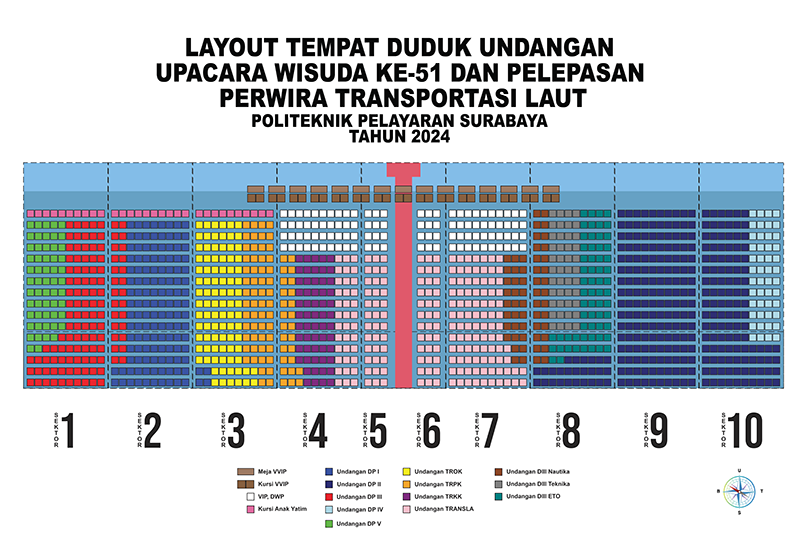 LAYOUT TEMPAT DUDUK UNDANGAN
UPACARA WISUDA KE-51 DAN PELEPASAN
PERWIRA TRANSPORTASI LAUT
POLITEKNIK PELAYARAN SURABAYA
TAHUN 2024
SEKTOR 1
SEKTOR 2
SEKTOR 3
SEKTOR 4
SEKTOR 5
SEKTOR 6
SEKTOR 7
SEKTOR 8
SEKTOR 9
SEKTOR 10
Meja VVIP
Kursi VVIP
VIP, DWP
Kursi Anak Yatim
Undangan DP I
Undangan DP II
Undangan DP III
Undangan DP IV
Undangan DP V
Undangan TROK
Undangan TRPK
Undangan TRKK
Undangan TRANSLA
Undangan DIII Nautika
Undangan DIII Teknika
Undangan DIII ETO
U
B
T
S